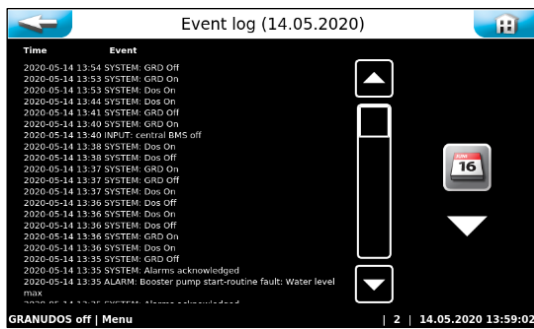 Event log (14.05.2020)
Time Event
2020-05-14 13:54 SYSTEM: GRD Off
2020-05-14 13:53 SYSTEM: GRD On
2020-05-14 13:53 SYSTEM: Dos On
2020-05-14 13:44 SYSTEM: Dos On
2020-05-14 13:41 SYSTEM: GRD Off
2020-05-14 13:40 SYSTEM: GRD On
2020-05-14 13:40 INPUT: central BMS off
2020-05-14 13:38 SYSTEM: Dos On
2020-05-14 13:38 SYSTEM: Dos Off
2020-05-14 13:37 SYSTEM: GRD On
2020-05-14 13:37 SYSTEM: GRD Off
2020-05-14 13:37 SYSTEM: Dos On
2020-05-14 13:36 SYSTEM: Dos Off
2020-05-14 13:36 SYSTEM: Dos On
2020-05-14 13:36 SYSTEM: Dos Off
2020-05-14 13:36 SYSTEM: GRD On
2020-05-14 13:36 SYSTEM: Dos On
2020-05-14 13:35 SYSTEM: GRD Off
2020-05-14 13:35 SYSTEM: Alarms acknowledged
2020-05-14 13:35 ALARM: Booster pump start-routine fault: Water level
max
2020-05-14 13:35 SYSTEM: Alarms acknowledged
16
GRANUDOS off | Menu | 2 | 14.05.2020 13:59:02